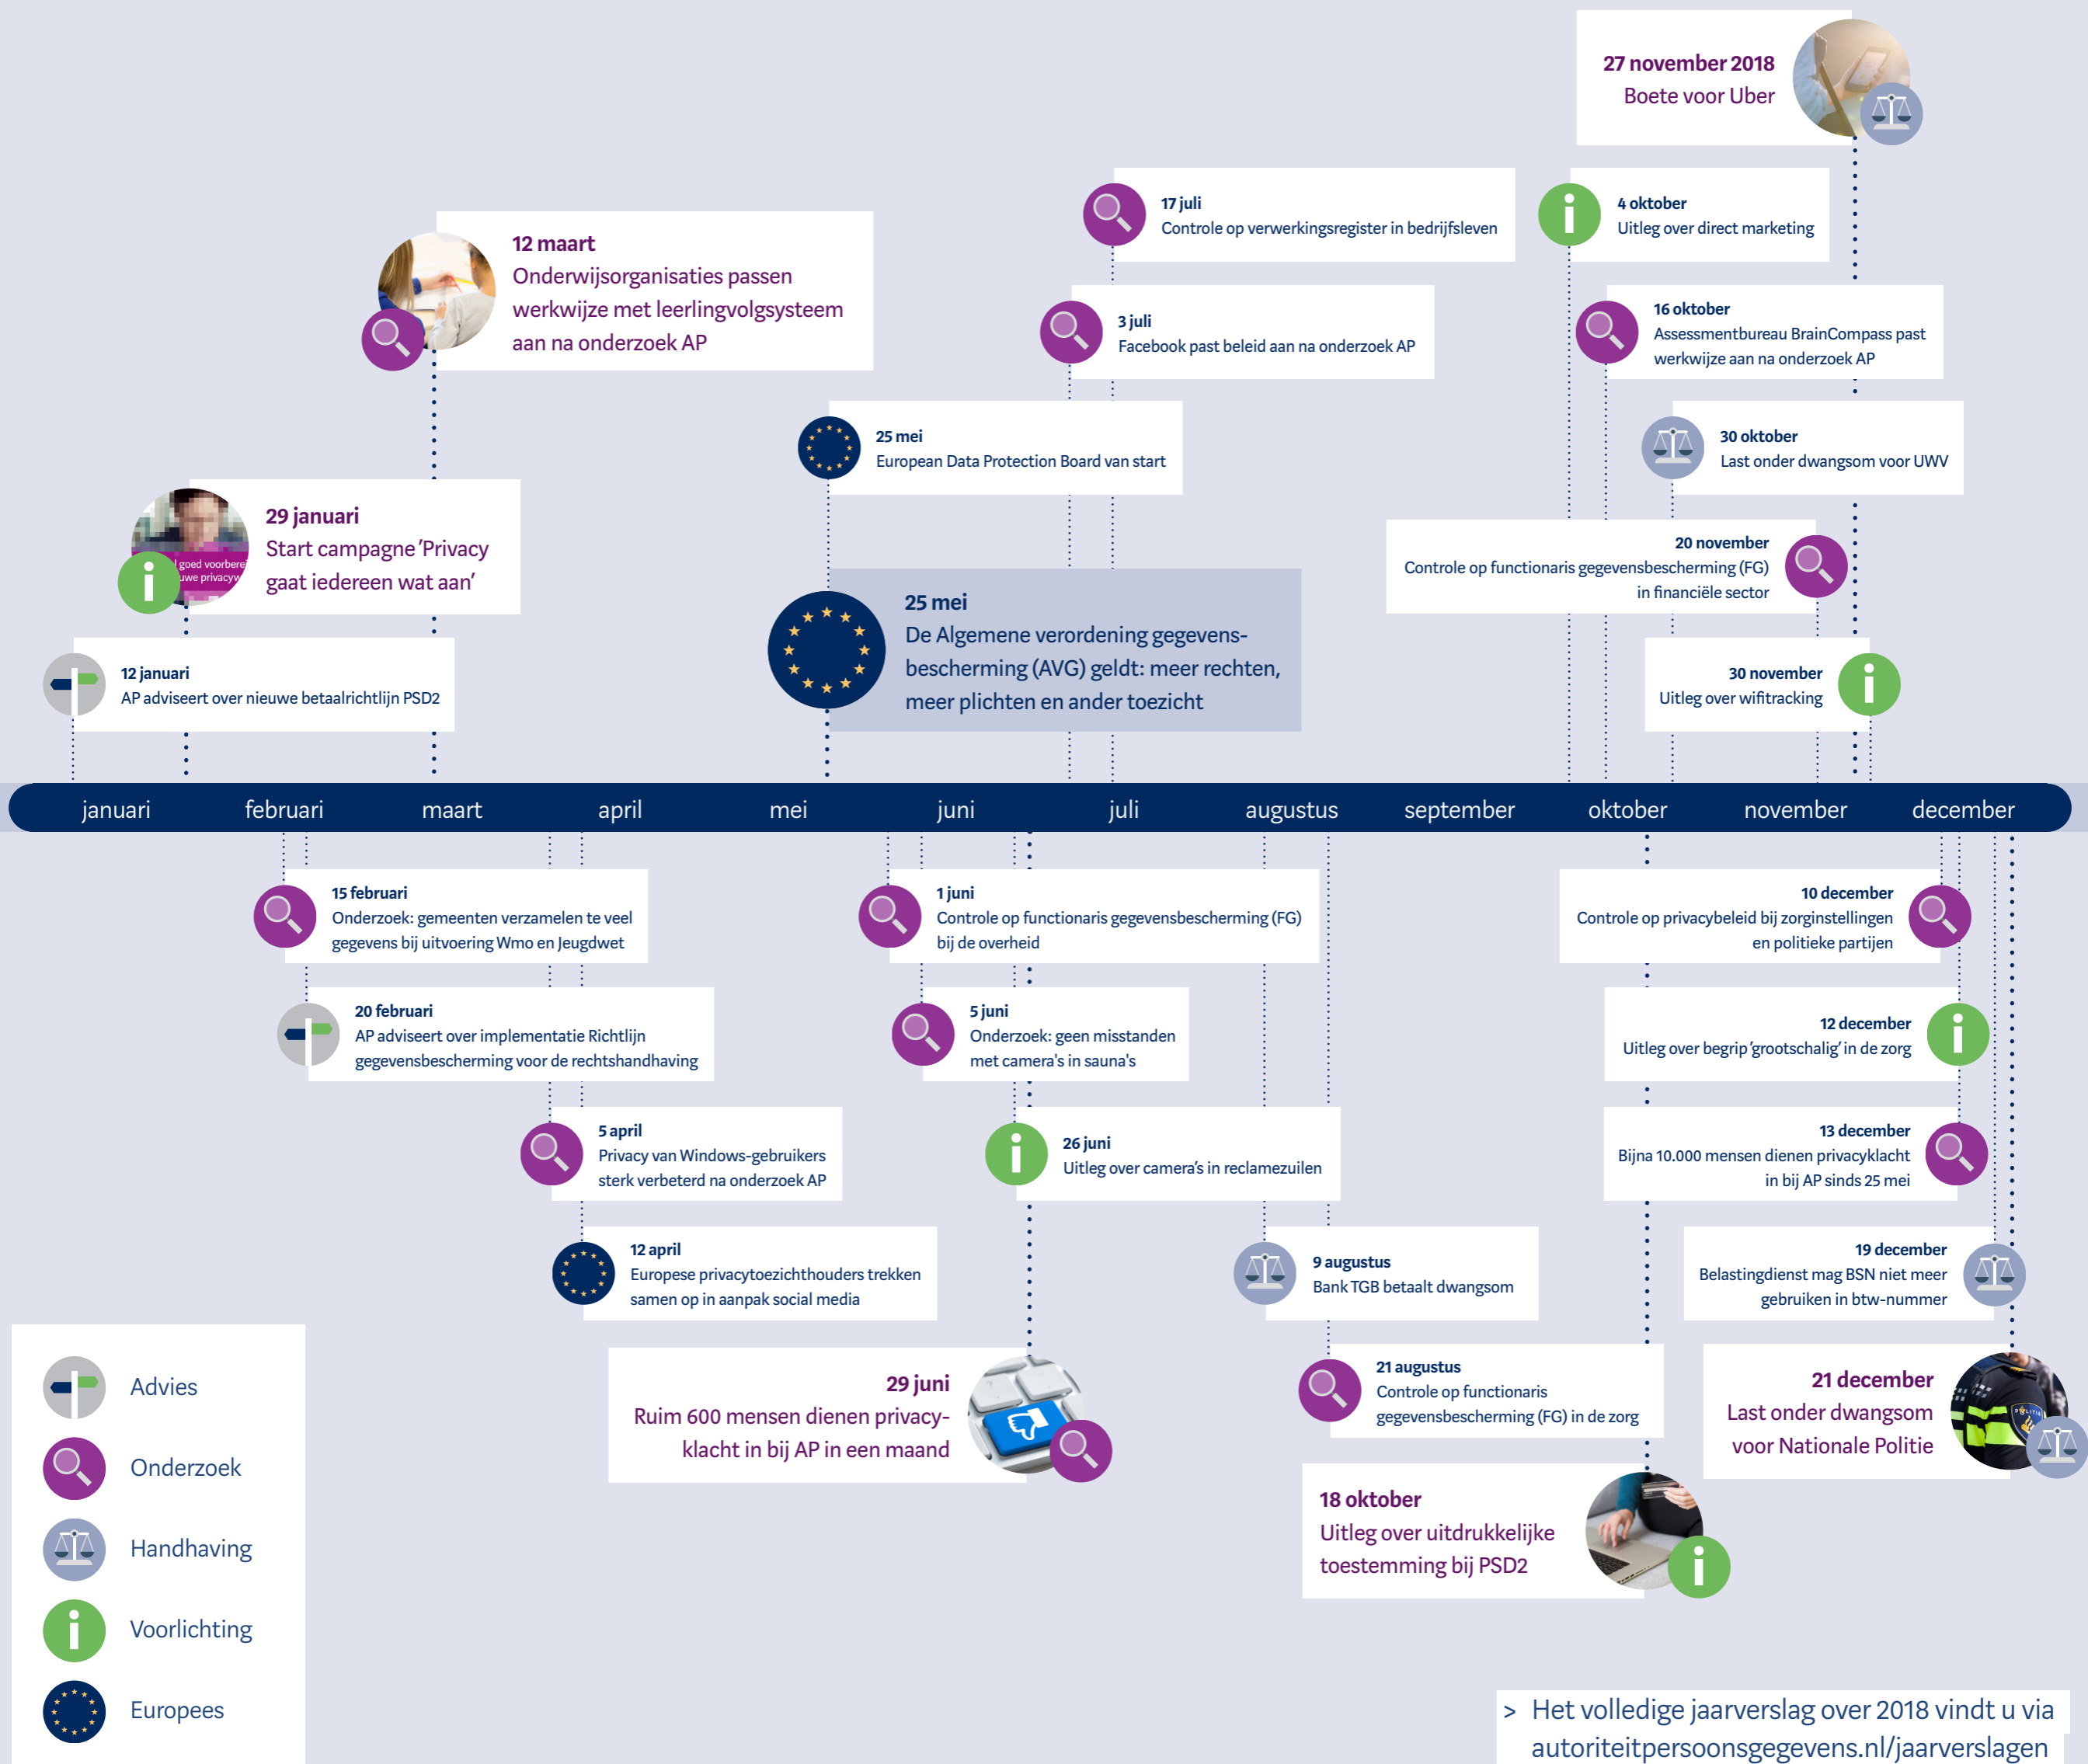 27 november 2018
Boete voor Uber
17 juli
Controle op verwerkingsregister in bedrijfsleven
4 oktober
Uitleg over direct marketing
12 maart
Onderwijsorganisaties passen
werkwijze met leerlingvolgsysteem
aan na onderzoek AP
3 juli
Facebook past beleid aan na onderzoek AP
16 oktober
Assessmentbureau BrainCompass past
werkwijze aan na onderzoek AP
25 mei
European Data Protection Board van start
30 oktober
Last onder dwangsom voor UWV
29 januari
Start campagne 'Privacy
gaat iedereen wat aan'
goed voorberei
uwe privacyw
20 november
Controle op functionaris gegevensbescherming (FG)
in financiële sector
25 mei
De Algemene verordening gegevens-
bescherming (AVG) geldt: meer rechten,
meer plichten en ander toezicht
12 januari
AP adviseert over nieuwe betaalrichtlijn PSD2
30 november
Uitleg over wifitracking
januari februari maart april mei juni juli augustus september oktober november december
15 februari
Onderzoek: gemeenten verzamelen te veel
gegevens bij uitvoering Wmo en Jeugdwet
1 juni
Controle op functionaris gegevensbescherming (FG)
bij de overheid
10 december
Controle op privacybeleid bij zorginstellingen
en politieke partijen
20 februari
AP adviseert over implementatie Richtlijn
gegevensbescherming voor de rechtshandhaving
5 juni
Onderzoek: geen misstanden
met camera's in sauna's
12 december
Uitleg over begrip 'grootschalig' in de zorg
5 april
Privacy van Windows-gebruikers
sterk verbeterd na onderzoek AP
26 juni
Uitleg over camera's in reclamezuilen
13 december
Bijna 10.000 mensen dienen privacyklacht
in bij AP sinds 25 mei
12 april
Europese privacytoezichthouders trekken
samen op in aanpak social media
9 augustus
Bank TGB betaalt dwangsom
19 december
Belastingdienst mag BSN niet meer
gebruiken in btw-nummer
29 juni
Ruim 600 mensen dienen privacy-
klacht in bij AP in een maand
21 augustus
Controle op functionaris
gegevensbescherming (FG) in de zorg
21 december
Last onder dwangsom
voor Nationale Politie
POLITIE
18 oktober
Uitleg over uitdrukkelijke
toestemming bij PSD2
Advies
Onderzoek
Handhaving
Voorlichting
Europees
> Het volledige jaarverslag over 2018 vindt u via
autoriteitpersoonsgegevens.nl/jaarverslagen